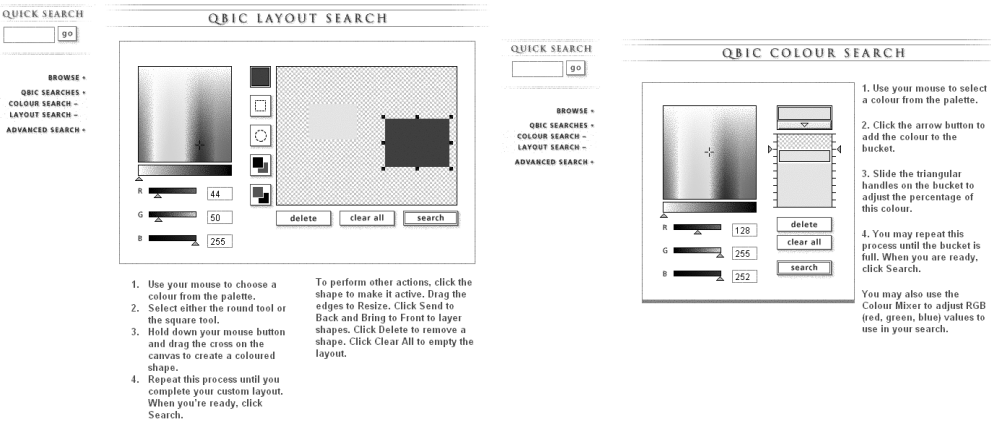 QUICK SEARCH
go
BROWSE
QBIC SEARCHES
COLOUR SEARCH –
LAYOUT SEARCH –
ADVANCED SEARCH
QBIC LAYOUT SEARCH
R 44
G 50
B 255
delete
clear all
search
1. Use your mouse to choose a
colour from the palette.
2. Select either the round tool or
the square tool.
3. Hold down your mouse button
and drag the cross on the
canvas to create a coloured
shape.
4. Repeat this process until you
complete your custom layout.
When you're ready, click
Search.
To perform other actions, click the
shape to make it active. Drag the
edges to Resize. Click Send to
Back and Bring to Front to layer
shapes. Click Delete to remove a
shape. Click Clear All to empty the
layout.
QUICK SEARCH
go
BROWSE
QBIC SEARCHES
COLOUR SEARCH –
LAYOUT SEARCH –
ADVANCED SEARCH
QBIC COLOUR SEARCH
R 128
G 255
B 252
delete
clear all
search
1. Use your mouse to select
a colour from the palette.
2. Click the arrow button to
add the colour to the
bucket.
3. Slide the triangular
handles on the bucket to
adjust the percentage of
this colour.
4. You may repeat this
process until the bucket is
full. When you are ready,
click Search.
You may also use the
Colour Mixer to adjust RGB
(red, green, blue) values to
use in your search.